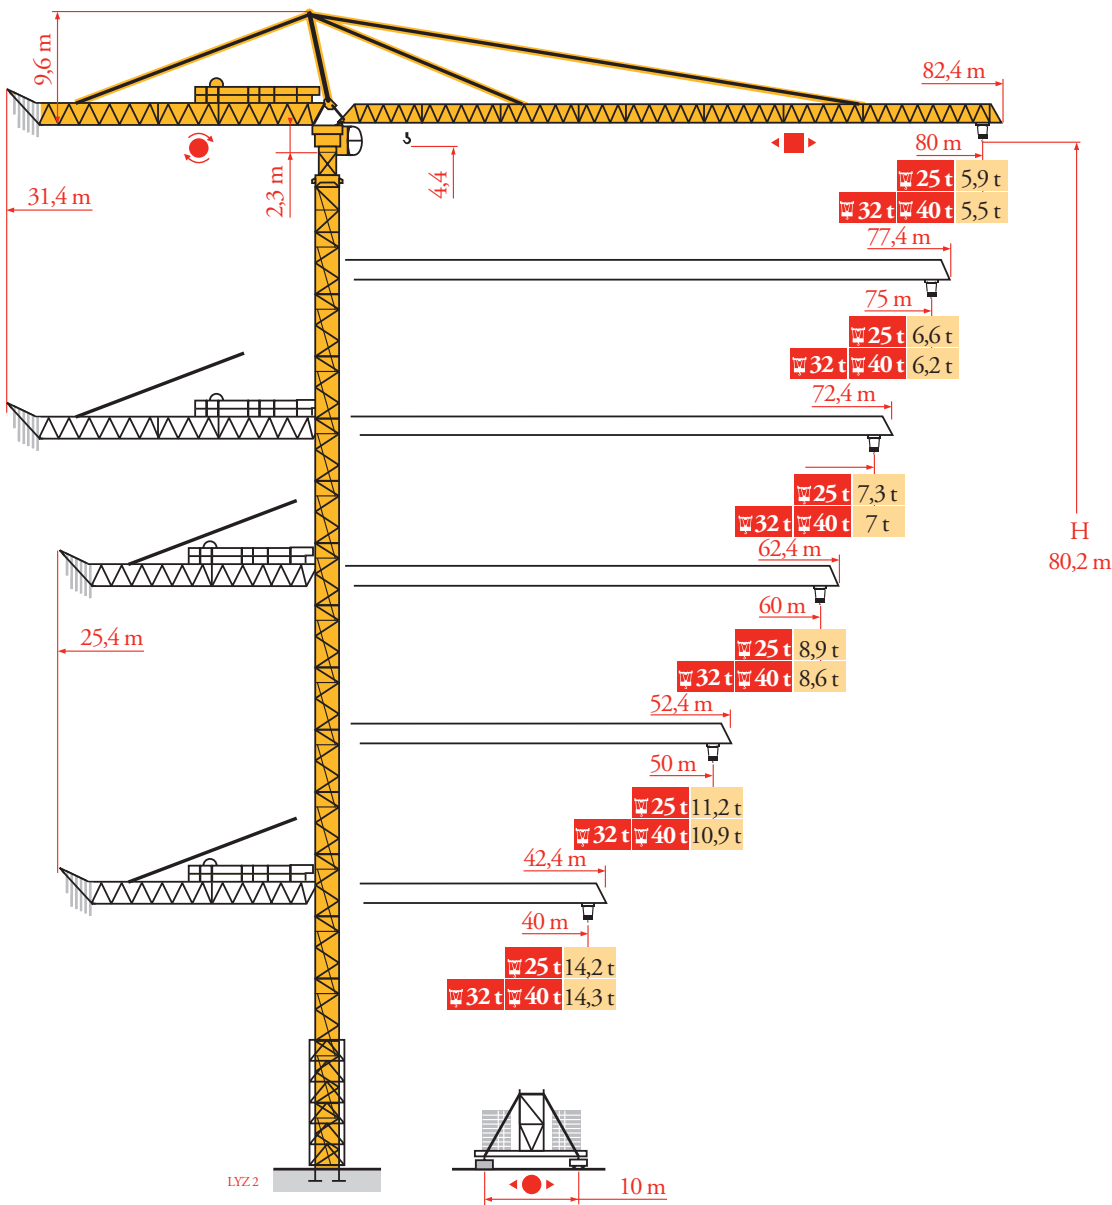 9,6 m
82,4 m
80 m
31,4 m
2,3 m
4,4
25 t 5,9 t
32 t 40 t 5,5 t
77,4 m
75 m
25 t 6,6 t
32 t 40 t 6,2 t
72,4 m
25 t 7,3 t
32 t 40 t 7 t
H
80,2 m
62,4 m
60 m
25,4 m
25 t 8,9 t
32 t 40 t 8,6 t
52,4 m
50 m
25 t 11,2 t
32 t 40 t 10,9 t
42,4 m
40 m
25 t 14,2 t
32 t 40 t 14,3 t
LYZ 2
10 m